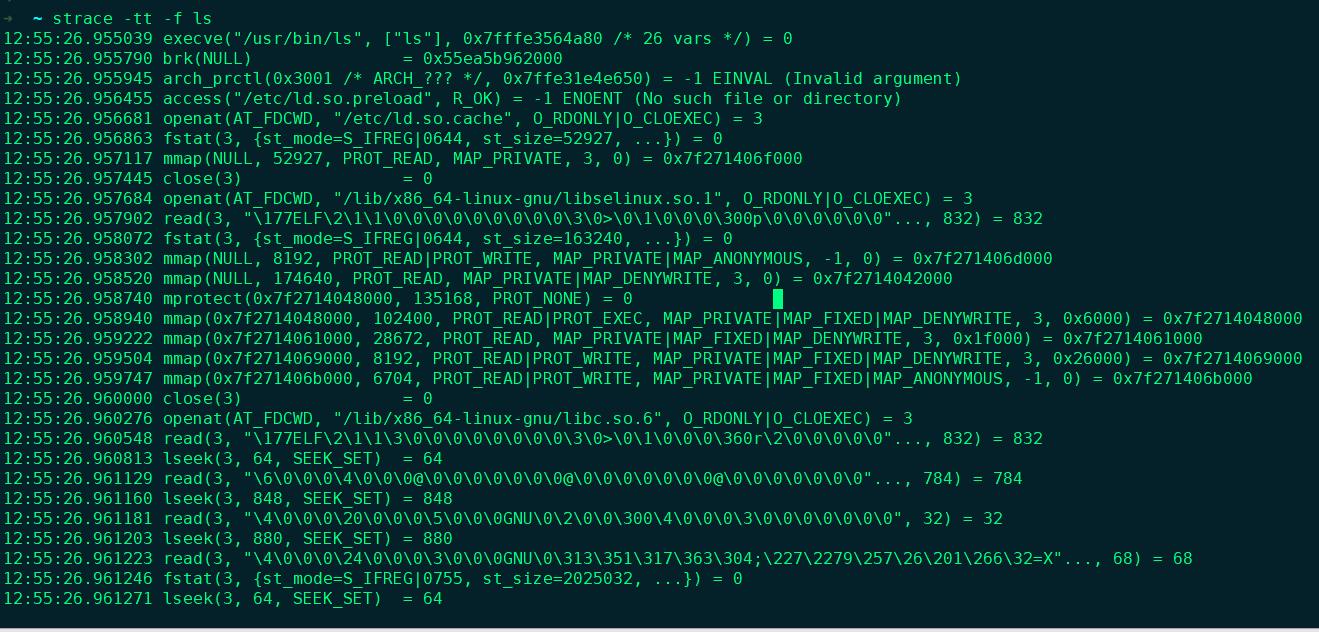 ➜  ~ strace -tt -f ls
12:55:26.955039 execve("/usr/bin/ls", ["ls"], 0x7fffe3564a80 /* 26 vars */) = 0
12:55:26.955790 brk(NULL)               = 0x55ea5b962000
12:55:26.955945 arch_prctl(0x3001 /* ARCH_??? */, 0x7ffe31e4e650) = -1 EINVAL (Invalid argument)
12:55:26.956455 access("/etc/ld.so.preload", R_OK) = -1 ENOENT (No such file or directory)
12:55:26.956681 openat(AT_FDCWD, "/etc/ld.so.cache", O_RDONLY|O_CLOEXEC) = 3
12:55:26.956863 fstat(3, {st_mode=S_IFREG|0644, st_size=52927, ...}) = 0
12:55:26.957117 mmap(NULL, 52927, PROT_READ, MAP_PRIVATE, 3, 0) = 0x7f271406f000
12:55:26.957445 close(3)                = 0
12:55:26.957684 openat(AT_FDCWD, "/lib/x86_64-linux-gnu/libselinux.so.1", O_RDONLY|O_CLOEXEC) = 3
12:55:26.957902 read(3, "\177ELF\2\1\1\0\0\0\0\0\0\0\0\0\3\0>\0\1\0\0\0\300p\0\0\0\0\0\0"..., 832) = 832
12:55:26.958072 fstat(3, {st_mode=S_IFREG|0644, st_size=163240, ...}) = 0
12:55:26.958302 mmap(NULL, 8192, PROT_READ|PROT_WRITE, MAP_PRIVATE|MAP_ANONYMOUS, -1, 0) = 0x7f271406d000
12:55:26.958520 mmap(NULL, 174640, PROT_READ, MAP_PRIVATE|MAP_DENYWRITE, 3, 0) = 0x7f2714042000
12:55:26.958740 mprotect(0x7f2714048000, 135168, PROT_NONE) = 0
12:55:26.958940 mmap(0x7f2714048000, 102400, PROT_READ|PROT_EXEC, MAP_PRIVATE|MAP_FIXED|MAP_DENYWRITE, 3, 0x6000) = 0x7f2714048000
12:55:26.959222 mmap(0x7f2714061000, 28672, PROT_READ, MAP_PRIVATE|MAP_FIXED|MAP_DENYWRITE, 3, 0x1f000) = 0x7f2714061000
12:55:26.959504 mmap(0x7f2714069000, 8192, PROT_READ|PROT_WRITE, MAP_PRIVATE|MAP_FIXED|MAP_DENYWRITE, 3, 0x26000) = 0x7f2714069000
12:55:26.959747 mmap(0x7f271406b000, 6704, PROT_READ|PROT_WRITE, MAP_PRIVATE|MAP_FIXED|MAP_ANONYMOUS, -1, 0) = 0x7f271406b000
12:55:26.960000 close(3)                = 0
12:55:26.960276 openat(AT_FDCWD, "/lib/x86_64-linux-gnu/libc.so.6", O_RDONLY|O_CLOEXEC) = 3
12:55:26.960548 read(3, "\177ELF\2\1\1\3\0\0\0\0\0\0\0\0\3\0>\0\1\0\0\0\360r\2\0\0\0\0\0"..., 832) = 832
12:55:26.960813 lseek(3, 64, SEEK_SET)  = 64
12:55:26.961129 read(3, "\6\0\0\0\4\0\0\0@\0\0\0\0\0\0\0@\0\0\0\0\0\0\0@\0\0\0\0\0\0\0"..., 784) = 784
12:55:26.961160 lseek(3, 848, SEEK_SET) = 848
12:55:26.961181 read(3, "\4\0\0\0\20\0\0\0\5\0\0\0GNU\0\2\0\0\300\4\0\0\0\3\0\0\0\0\0\0\0", 32) = 32
12:55:26.961203 lseek(3, 880, SEEK_SET) = 880
12:55:26.961223 read(3, "\4\0\0\0\24\0\0\0\3\0\0\0GNU\0\313\351\317\363\304;\227\2279\257\26\201\266\32=X"..., 68) = 68
12:55:26.961246 fstat(3, {st_mode=S_IFREG|0755, st_size=2025032, ...}) = 0
12:55:26.961271 lseek(3, 64, SEEK_SET)  = 64